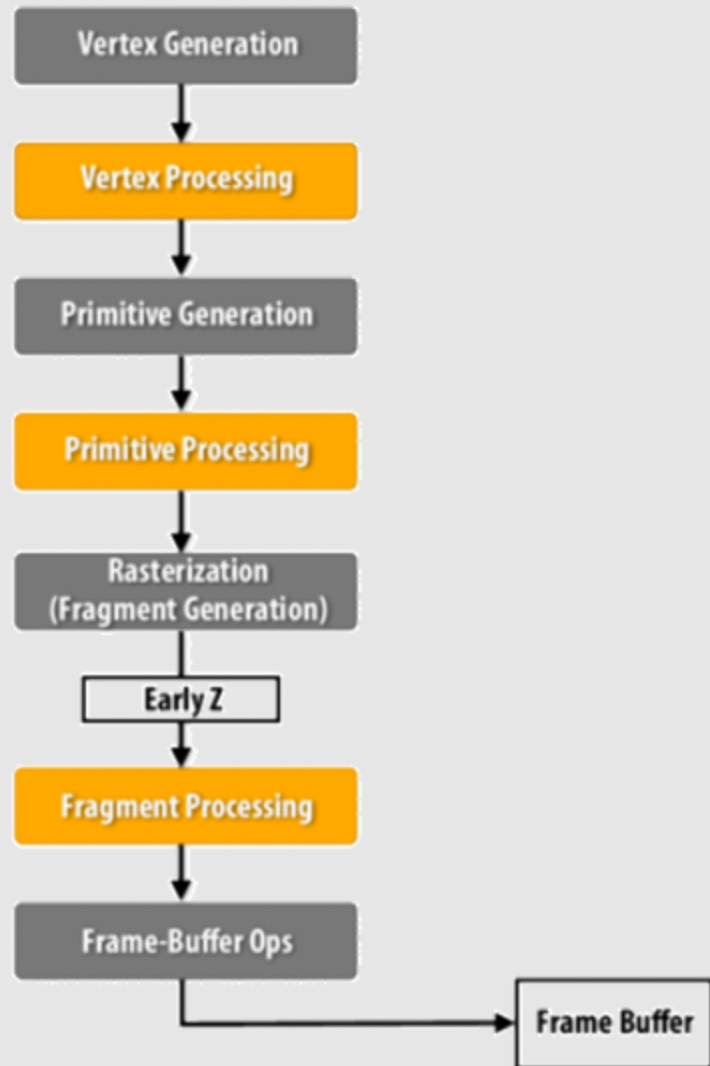 Vertex Generation
Vertex Processing
Primitive Generation
Primitive Processing
Rasterization
(Fragment Generation)
Early Z
Fragment Processing
Frame-Buffer Ops
Frame Buffer